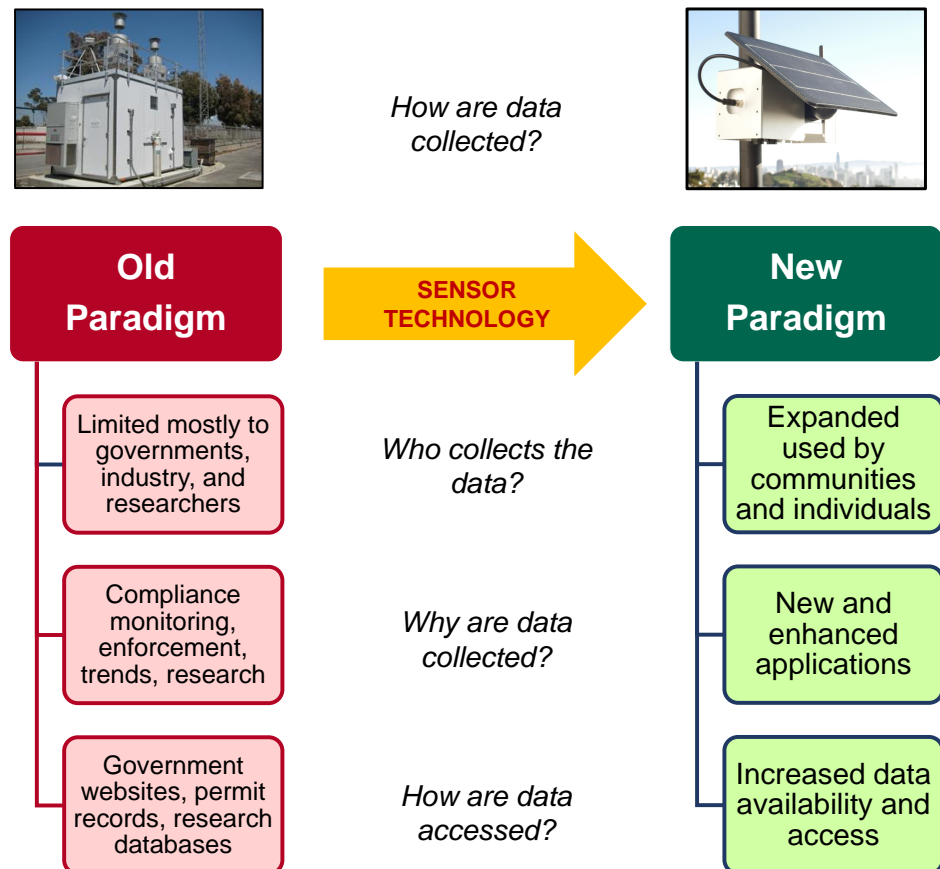 How are data
collected?
Old
Paradigm
SENSOR
TECHNOLOGY
New
Paradigm
Limited mostly to
governments,
industry, and
researchers
Who collects the
data?
Expanded
used by
communities
and individuals
Compliance
monitoring,
enforcement,
trends, research
Why are data
collected?
New and
enhanced
applications
Government
websites, permit
records, research
databases
How are data
accessed?
Increased data
availability and
access